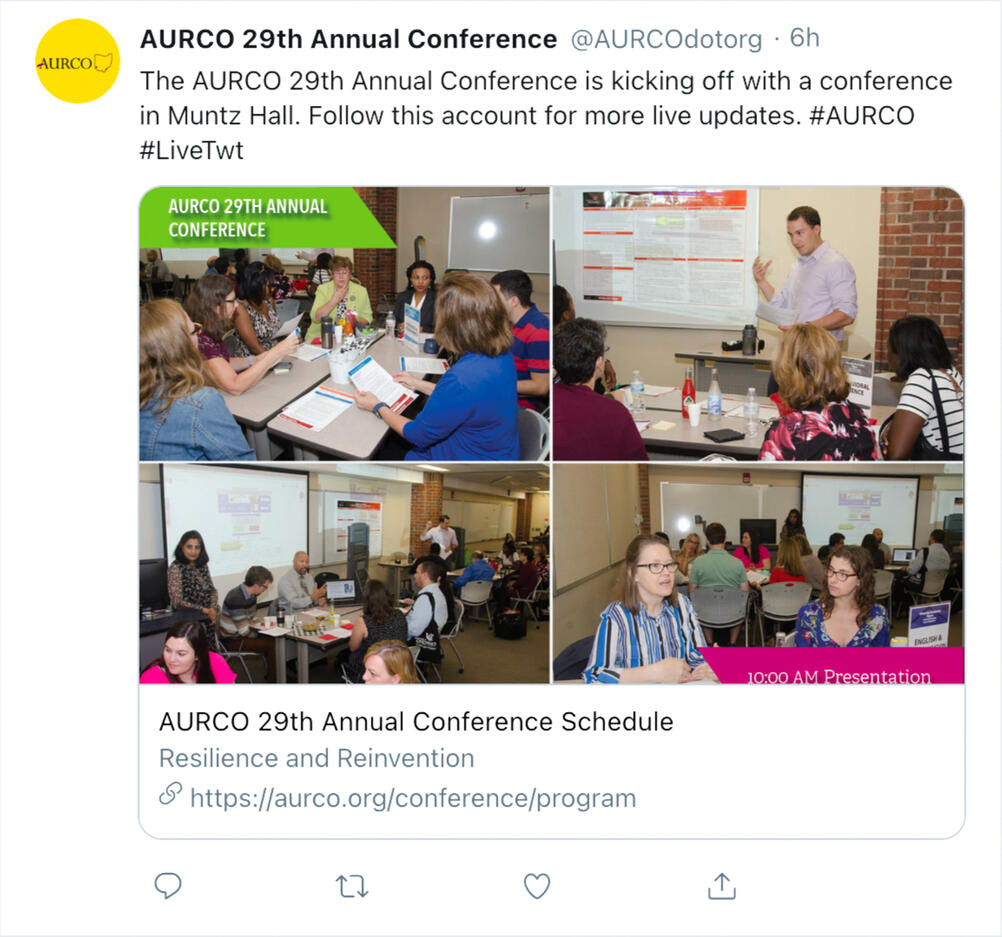 AURCO
AURCO 29th Annual Conference @AURCOdotorg · 6h
The AURCO 29th Annual Conference is kicking off with a conference
in Muntz Hall. Follow this account for more live updates. #AURCO
#LiveTwt
AURCO 29TH ANNUAL
CONFERENCE
ENGLISH &
10:00 AM Presentation
AURCO 29th Annual Conference Schedule
Resilience and Reinvention
https://aurco.org/conference/program